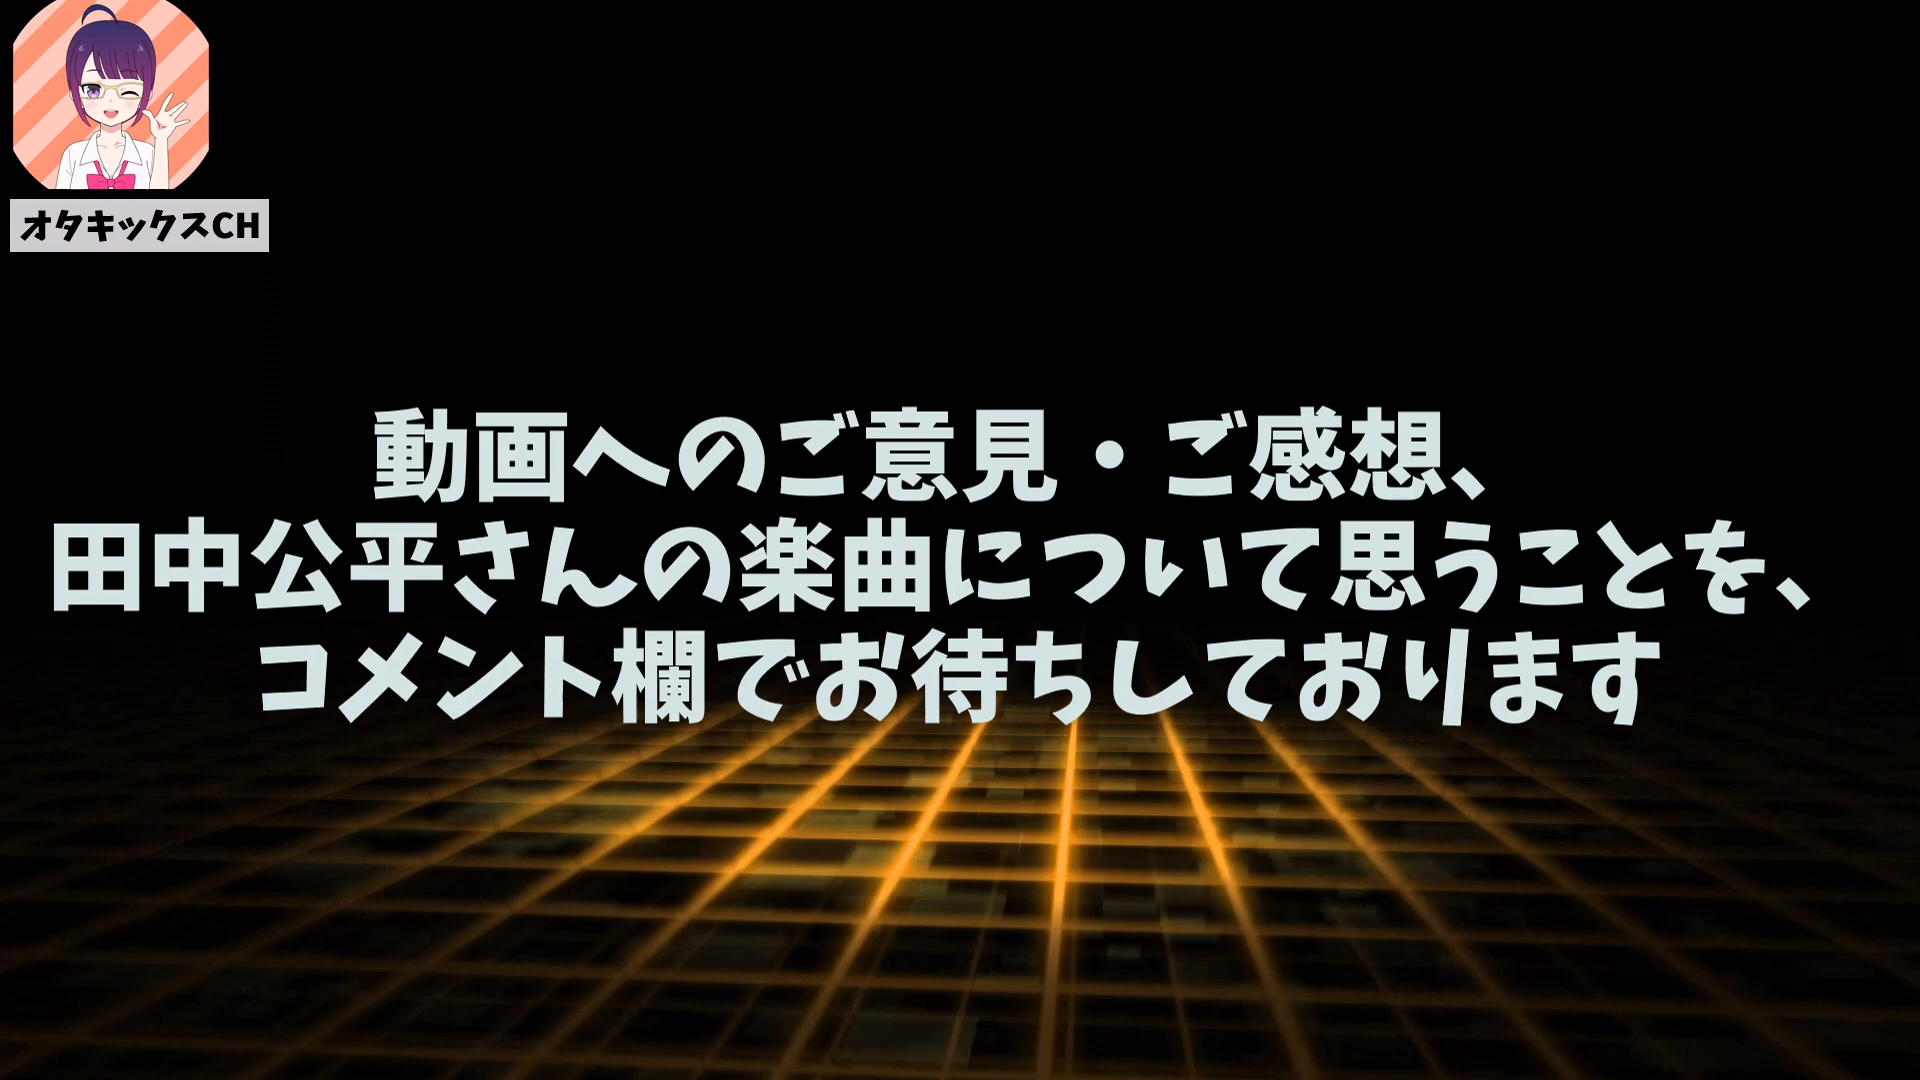 オタキックスCH
動画へのご意見・ご感想、
田中公平さんの楽曲について思うことを、
コメント欄でお待ちしております